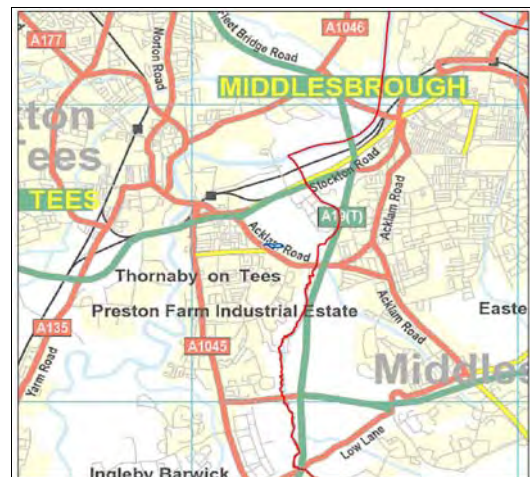 A177
Norton Road
Fleet Bridge Road
A1046
MIDDLESBROUGH
kton
Tees
TEES
Stockton Road
Acklam Road
A19(T)
Acklam Road
Thornaby on Tees
Preston Farm Industrial Estate
Easte
A135
Yarm Road
A1045
Acklam Road
Middles
Low Lane
Ingleby Barwick